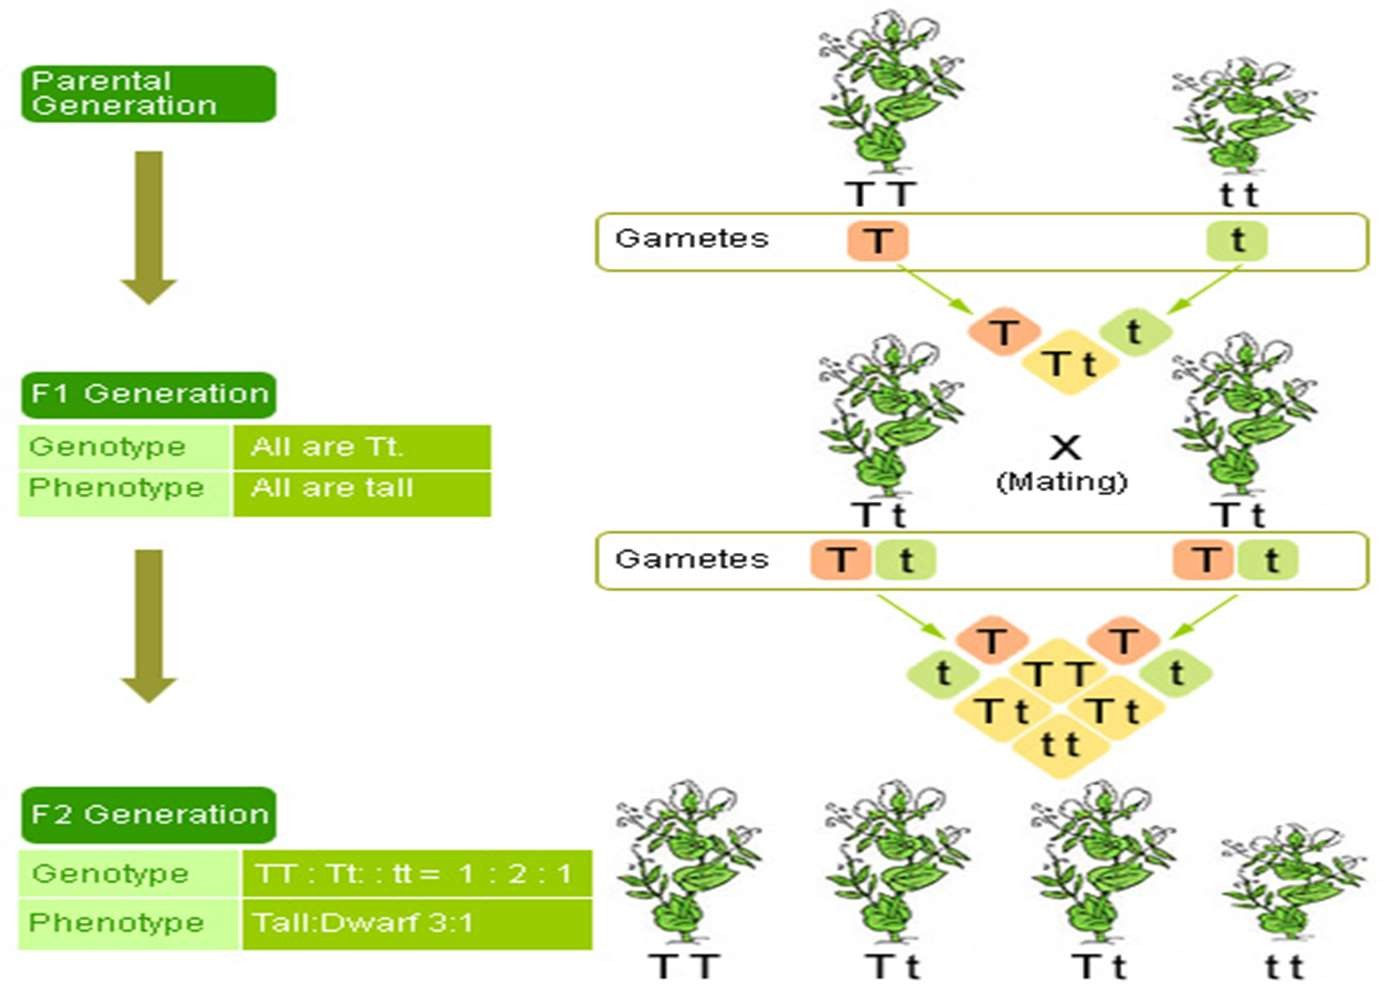 Parental
Generation
T T
t t
Gametes
T
t
T
t
T t
F1 Generation
Genotype
All are Tt.
Phenotype
All are tall
X
(Mating)
T t
T t
Gametes
T
t
T
t
T
T
t
T T
t
T t
T t
t t
F2 Generation
Genotype
TT : Tt: : tt = 1 : 2 : 1
Phenotype
Tall:Dwarf 3:1
T T
T t
T t
t t